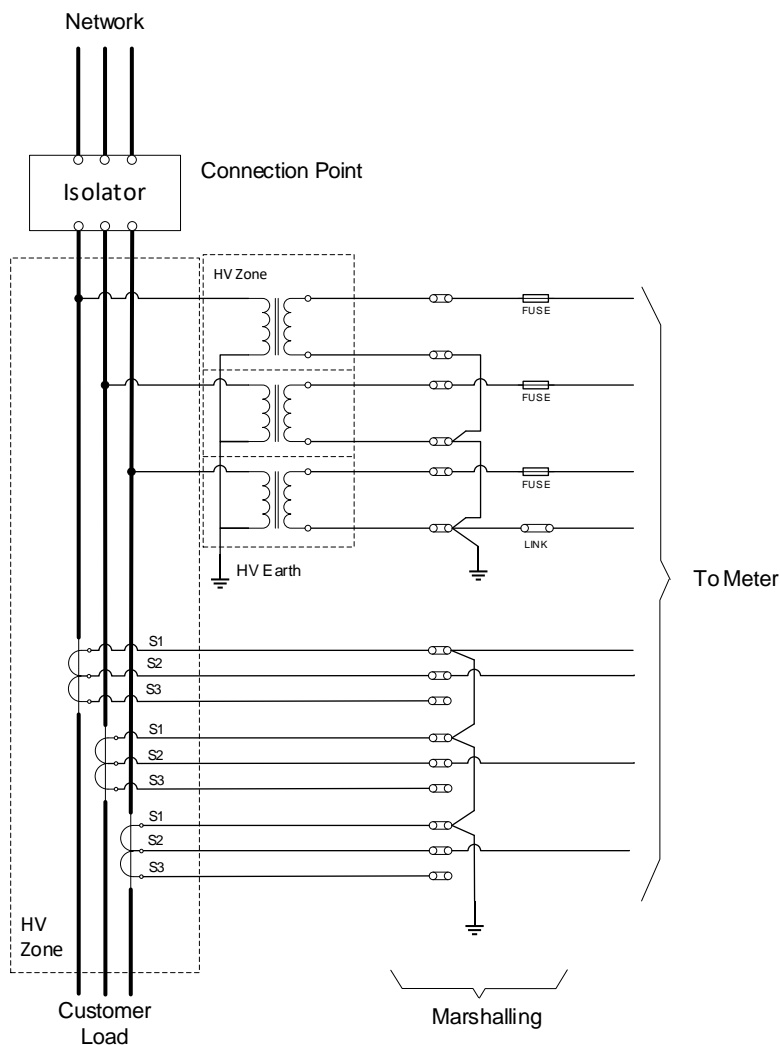 Network
Connection Point
Isolator
HV Zone
FUSE
FUSE
FUSE
LINK
HV Earth
To Meter
S1
S2
S3
S1
S2
S3
S1
S2
S3
HV
Zone
Customer
Load
Marshalling